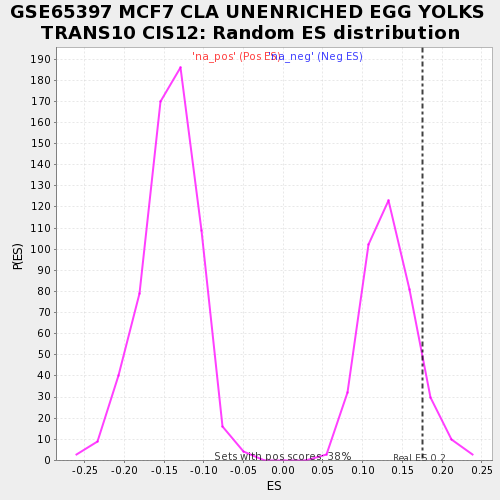 GSE65397 MCF7 CLA UNENRICHED EGG YOLKS
TRANS10 CIS12: Random ES distribution
'na_pos' (Pos ES) 'na_neg' (Neg ES)
190
180
170
160
150
140
130
120
110
100
90
80
70
60
50
40
30
20
10
0
P(ES)
Sets with pos scores: 38%
Real ES 0.2
-0.25 -0.20 -0.15 -0.10 -0.05 0.00 0.05 0.10 0.15 0.20 0.25
ES